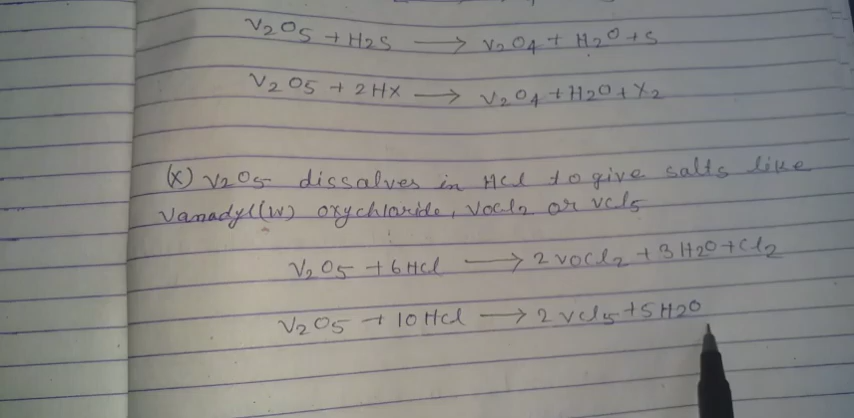 V2O5 + H2S → V2O4 + H2O + S
V2O5 + 2HX → V2O4 + H2O + X2
(X) V2O5 dissalves in HCl to give salts like
Vanadyl(IV) oxychloride, VOCl2 or VCl5
V2O5 + 6HCl → 2VOCl2 + 3H2O + Cl2
V2O5 + 10HCl → 2VCl5 + 5H2O